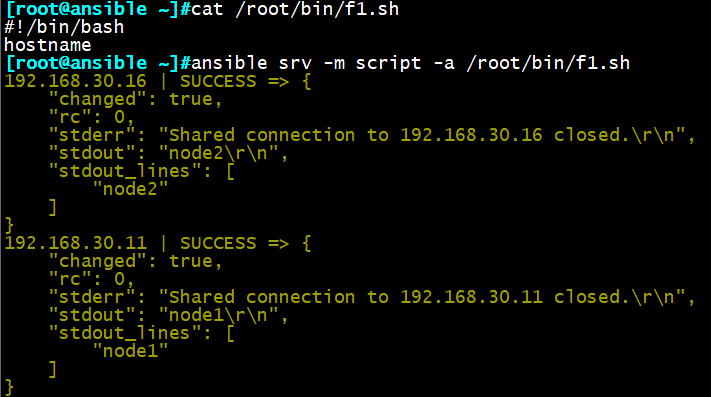 [root@ansible ~]#cat /root/bin/f1.sh
#!/bin/bash
hostname
[root@ansible ~]#ansible srv -m script -a /root/bin/f1.sh
192.168.30.16 | SUCCESS => {
    "changed": true,
    "rc": 0,
    "stderr": "Shared connection to 192.168.30.16 closed.\r\n",
    "stdout": "node2\r\n",
    "stdout_lines": [
        "node2"
    ]
}
192.168.30.11 | SUCCESS => {
    "changed": true,
    "rc": 0,
    "stderr": "Shared connection to 192.168.30.11 closed.\r\n",
    "stdout": "node1\r\n",
    "stdout_lines": [
        "node1"
    ]
}